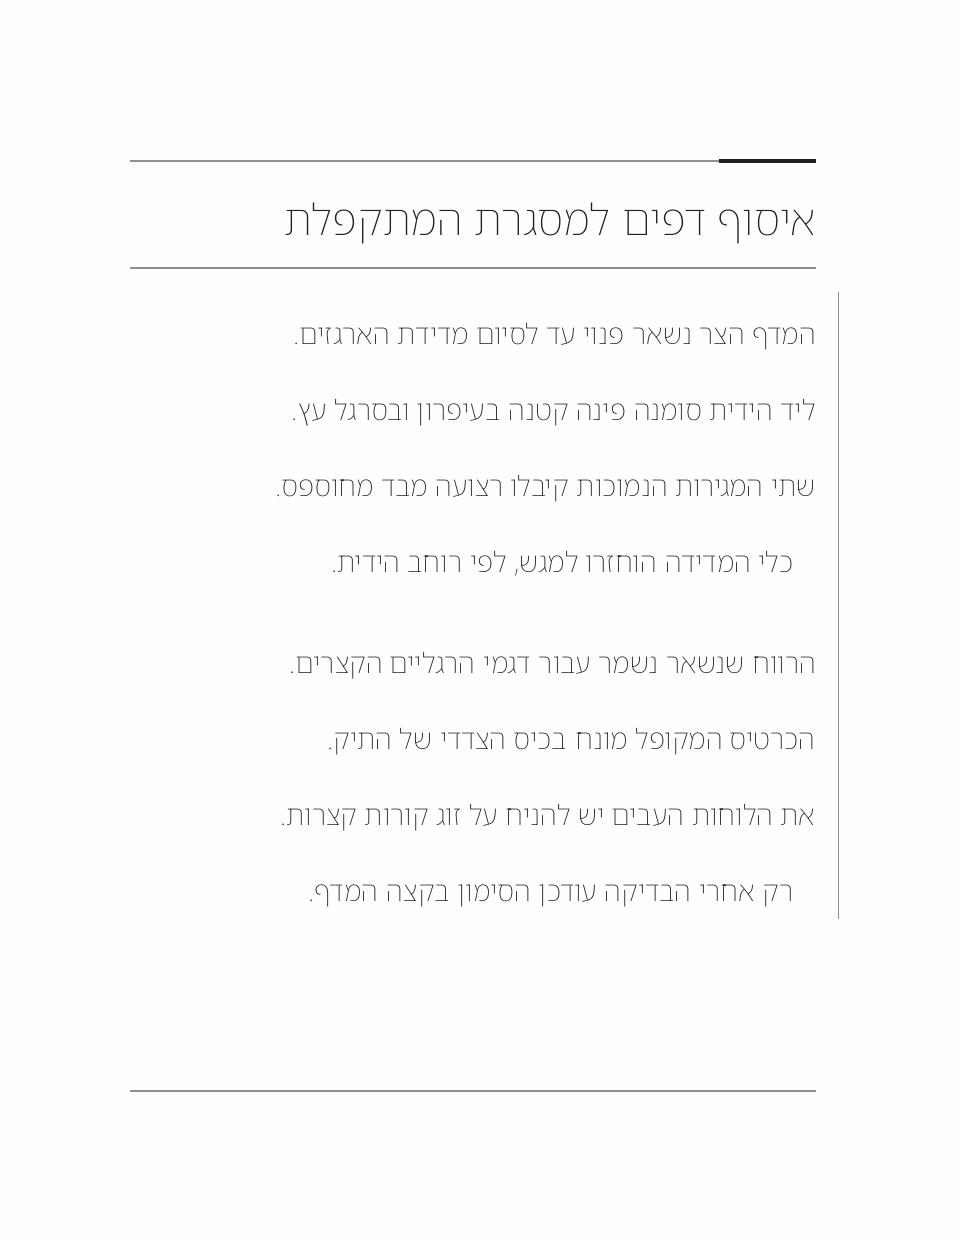 איסוף דפים למסגרת המתקפלת
המדף הצר נשאר פנוי עד לסיום מדידת הארגזים.
ליד הידית סומנה פינה קטנה בעיפרון ובסרגל עץ.
שתי המגירות הנמוכות קיבלו רצועה מבד מחוספס.
כלי המדידה הוחזרו למגש, לפי רוחב הידית.
הרווח שנשאר נשמר עבור דגמי הרגליים הקצרים.
הכרטיס המקופל מונח בכיס הצדדי של התיק.
את הלוחות העבים יש להניח על זוג קורות קצרות.
רק אחרי הבדיקה עודכן הסימון בקצה המדף.